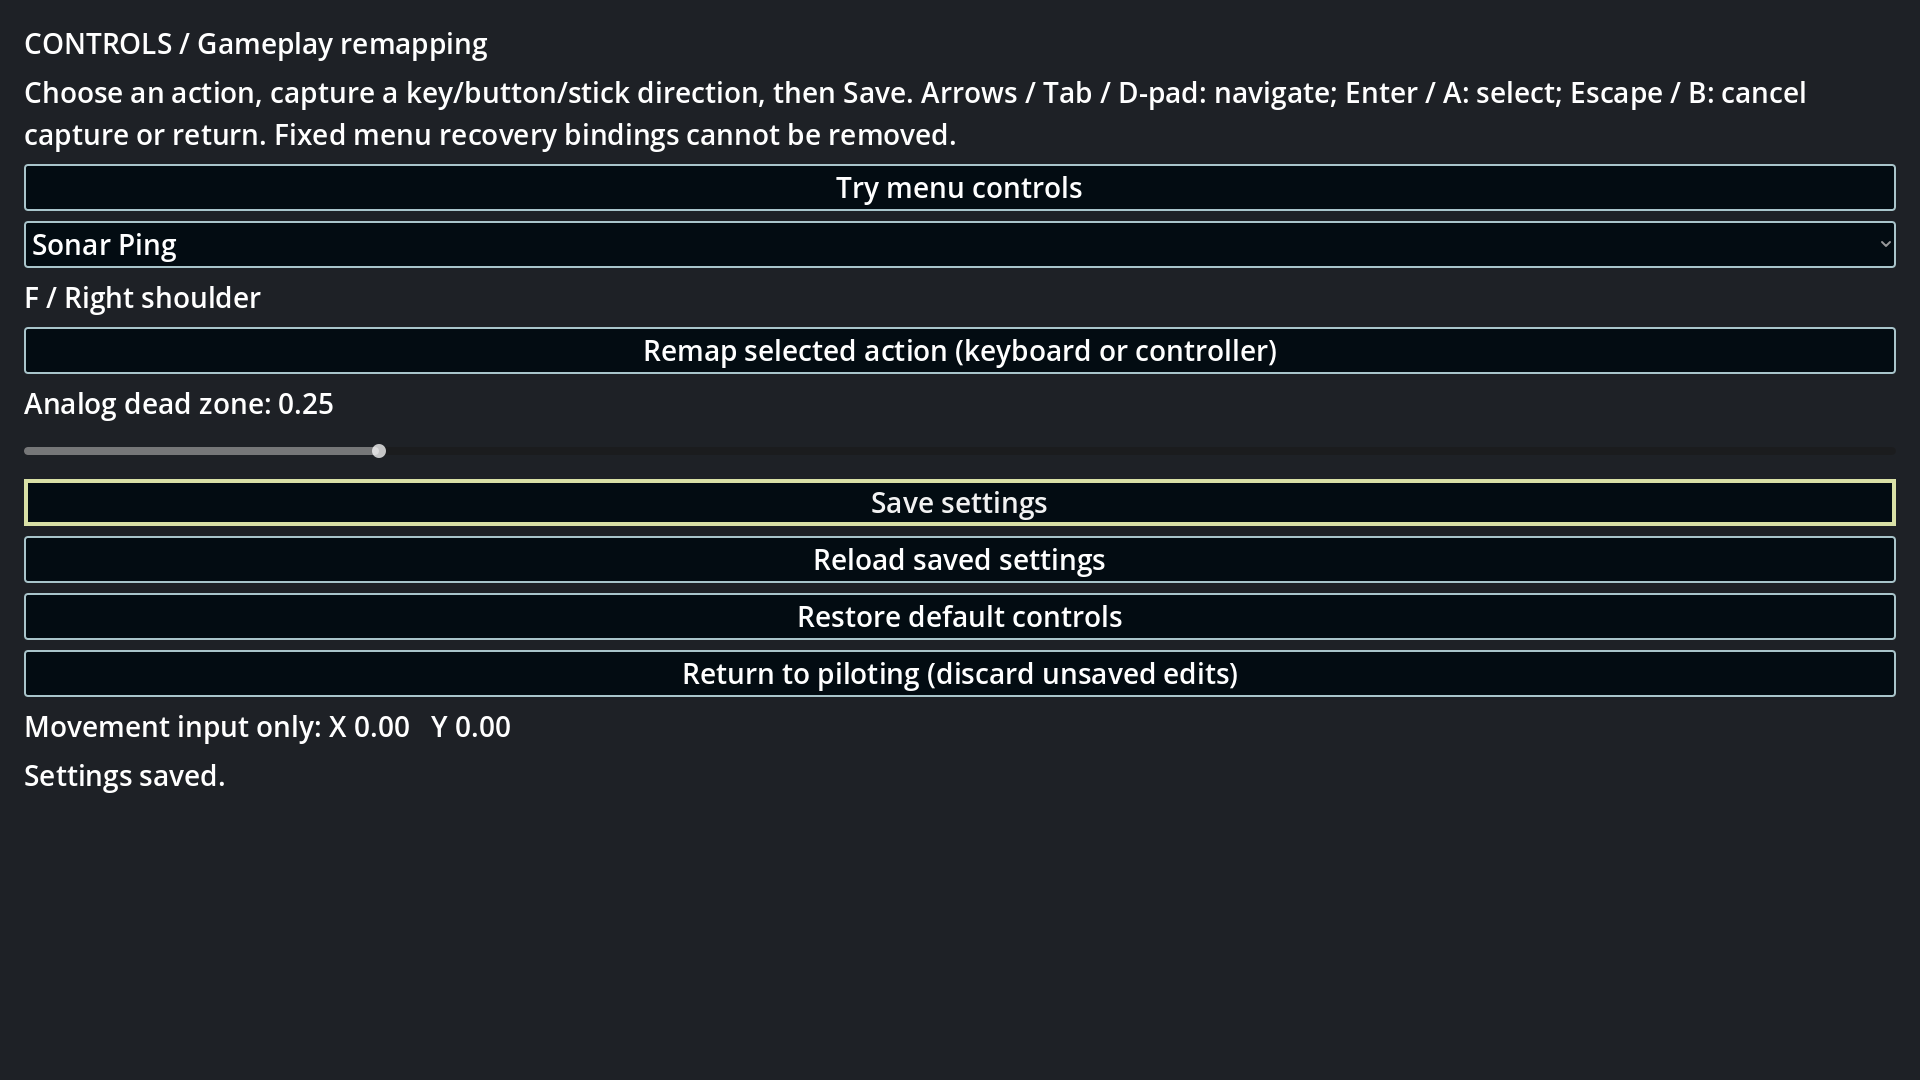 CONTROLS / Gameplay remapping
Choose an action, capture a key/button/stick direction, then Save. Arrows / Tab / D-pad: navigate; Enter / A: select; Escape / B: cancel
capture or return. Fixed menu recovery bindings cannot be removed.
Try menu controls
Sonar Ping
F / Right shoulder
Remap selected action (keyboard or controller)
Analog dead zone: 0.25
Save settings
Reload saved settings
Restore default controls
Return to piloting (discard unsaved edits)
Movement input only: X 0.00   Y 0.00
Settings saved.